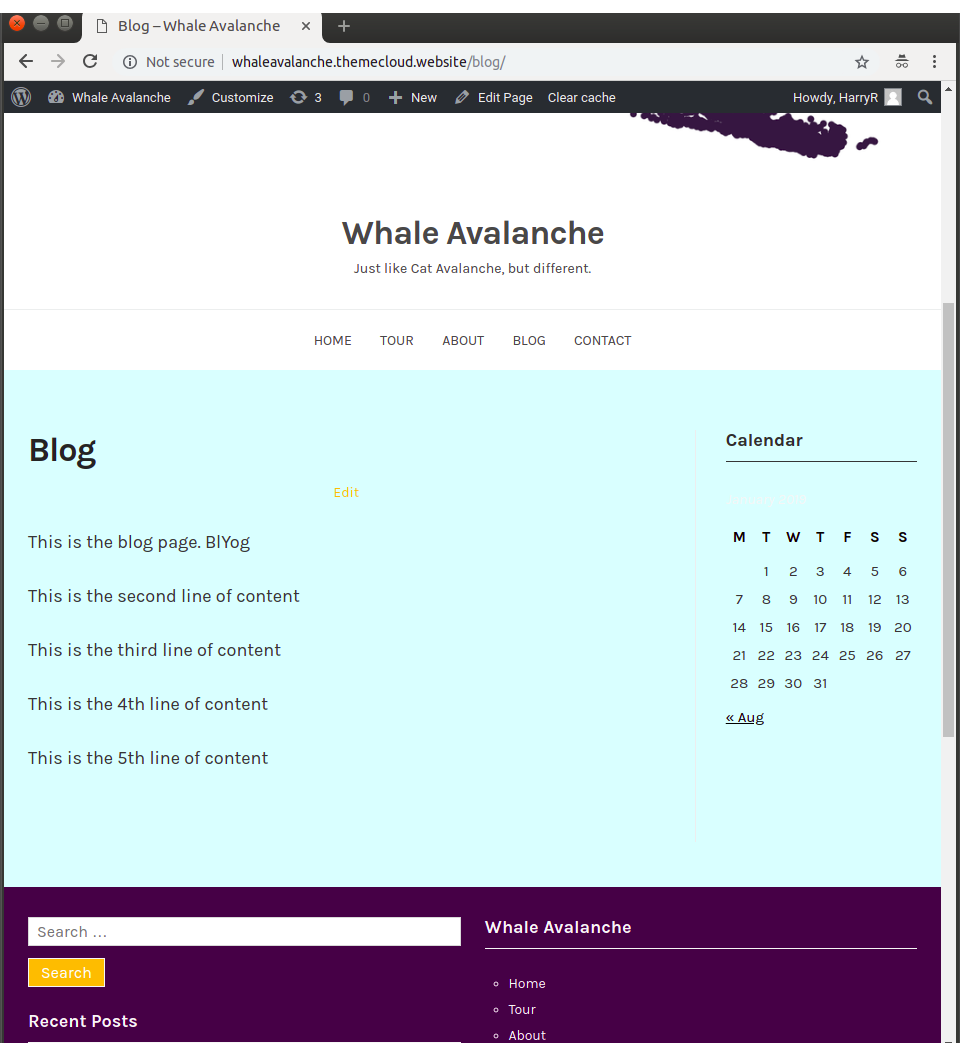 Blog – Whale Avalanche
Not secure | whaleavalanche.themecloud.website/blog/
Whale Avalanche Customize 3 0 New Edit Page Clear cache Howdy, HarryR
Whale Avalanche
Just like Cat Avalanche, but different.
HOME TOUR ABOUT BLOG CONTACT
Blog
Edit
This is the blog page. BlYog
This is the second line of content
This is the third line of content
This is the 4th line of content
This is the 5th line of content
Calendar
M T W T F S S
1 2 3 4 5 6
7 8 9 10 11 12 13
14 15 16 17 18 19 20
21 22 23 24 25 26 27
28 29 30 31
« Aug
Search …
Search
Recent Posts
Whale Avalanche
Home
Tour
About